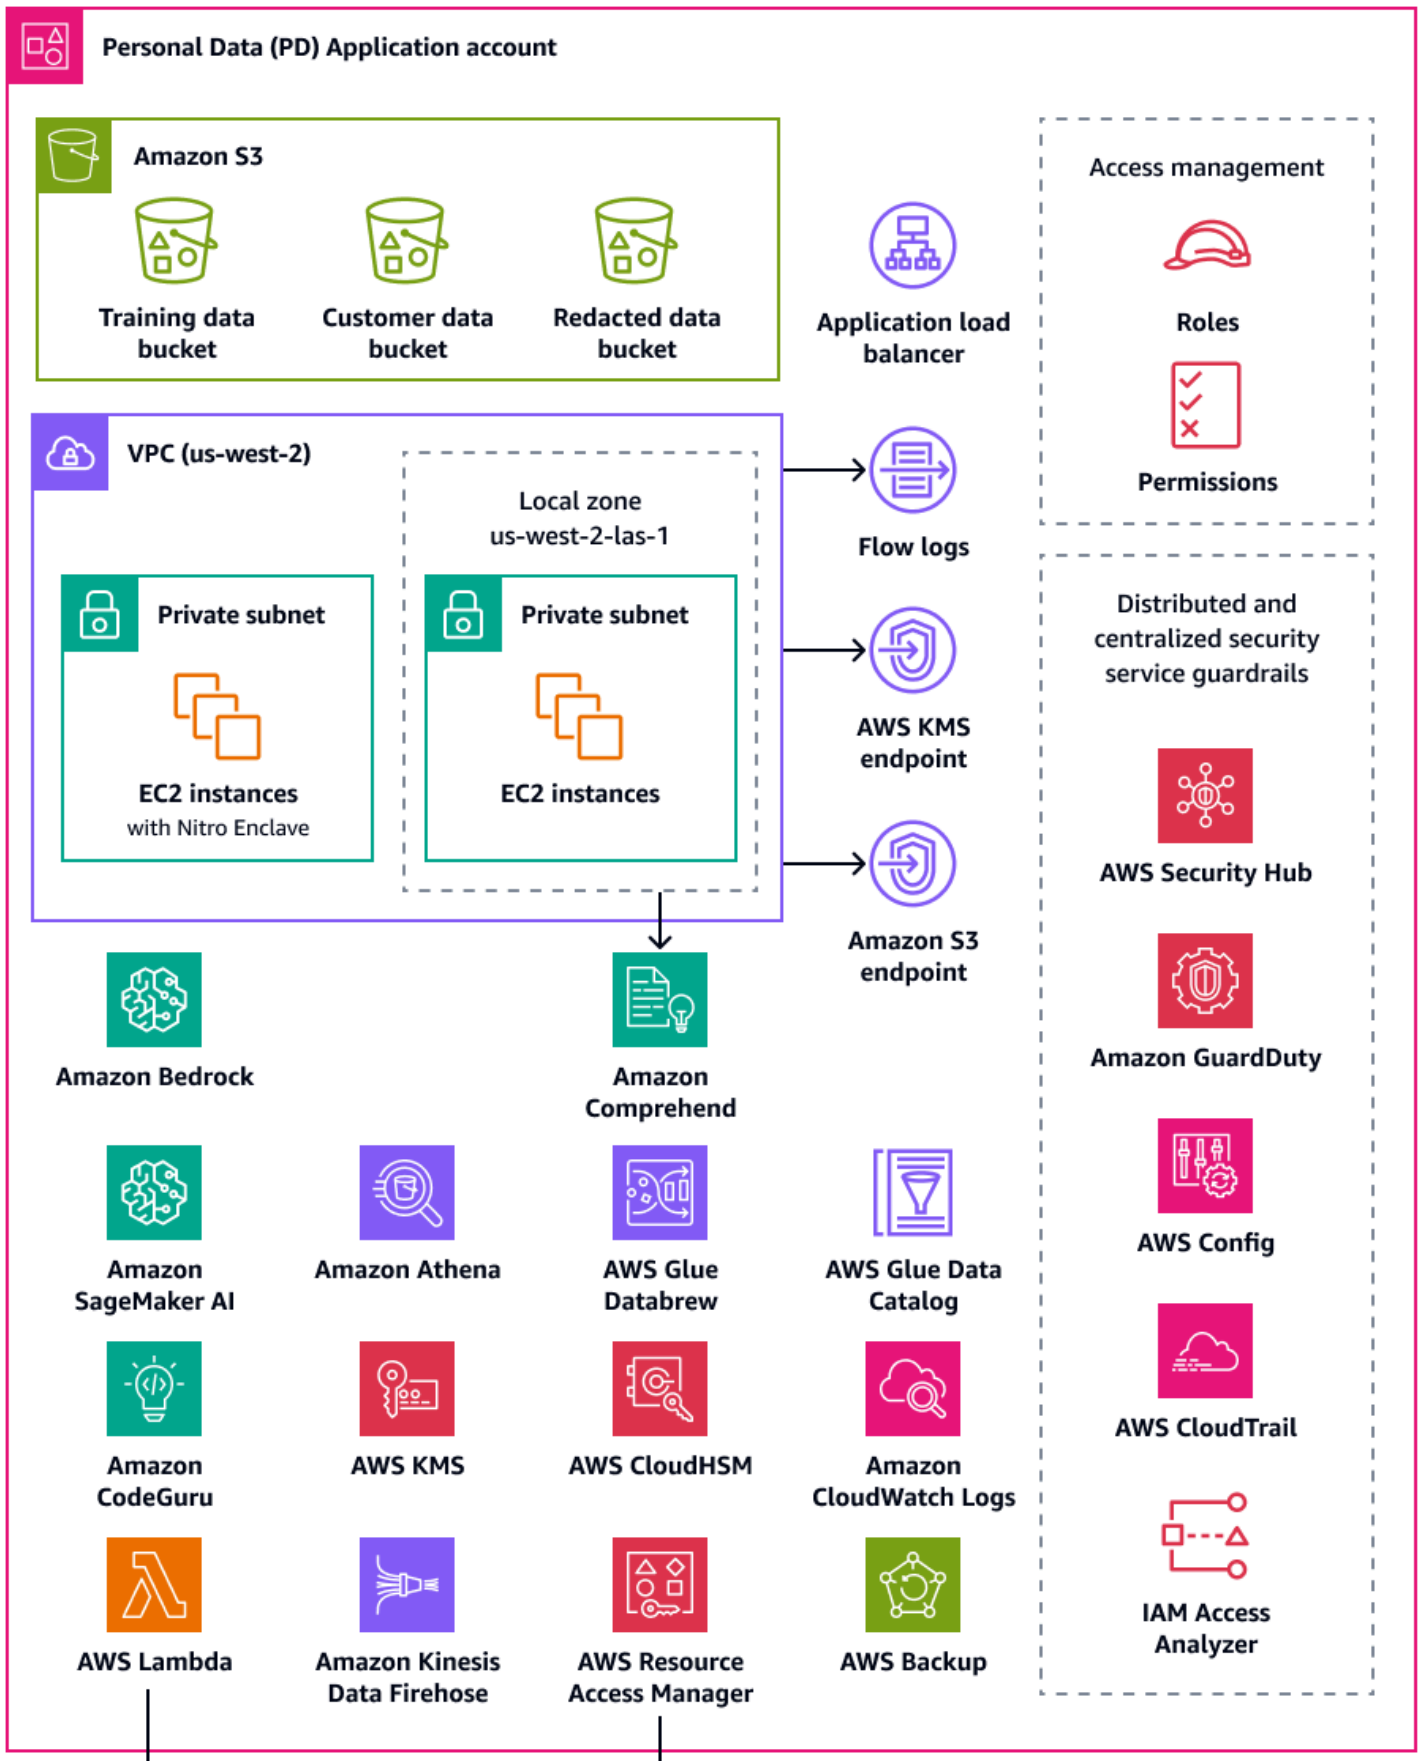 Personal Data (PD) Application account
Amazon S3
Training data
bucket
Customer data
bucket
Redacted data
bucket
Application load
balancer
Access management
Roles
Permissions
VPC (us-west-2)
Local zone
us-west-2-las-1
Private subnet
EC2 instances
with Nitro Enclave
Private subnet
EC2 instances
Flow logs
AWS KMS
endpoint
Amazon S3
endpoint
Distributed and
centralized security
service guardrails
AWS Security Hub
Amazon GuardDuty
AWS Config
AWS CloudTrail
IAM Access
Analyzer
Amazon Bedrock
Amazon
Comprehend
Amazon
SageMaker AI
Amazon Athena
AWS Glue
Databrew
AWS Glue Data
Catalog
Amazon
CodeGuru
AWS KMS
AWS CloudHSM
Amazon
CloudWatch Logs
AWS Lambda
Amazon Kinesis
Data Firehose
AWS Resource
Access Manager
AWS Backup